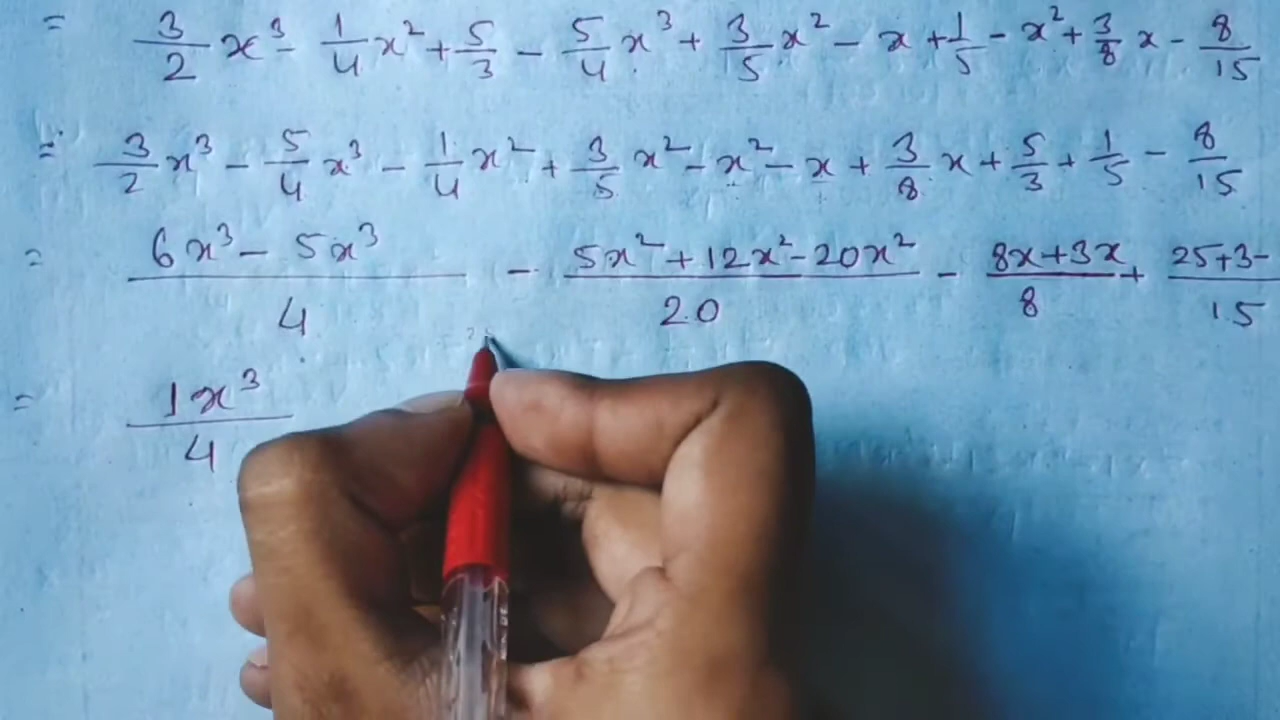 = 3/2 x³ - 1/4 x² + 5/3 - 5/4 x³ + 3/5 x² - x + 1/5 - x² + 3/8 x - 8/15
= 3/2 x³ - 5/4 x³ - 1/4 x² + 3/5 x² - x² - x + 3/8 x + 5/3 + 1/5 - 8/15
= (6x³ - 5x³)/4 - (5x² + 12x² - 20x²)/20 - (8x + 3x)/8 + (25 + 3 -)/15
= 1x³/4